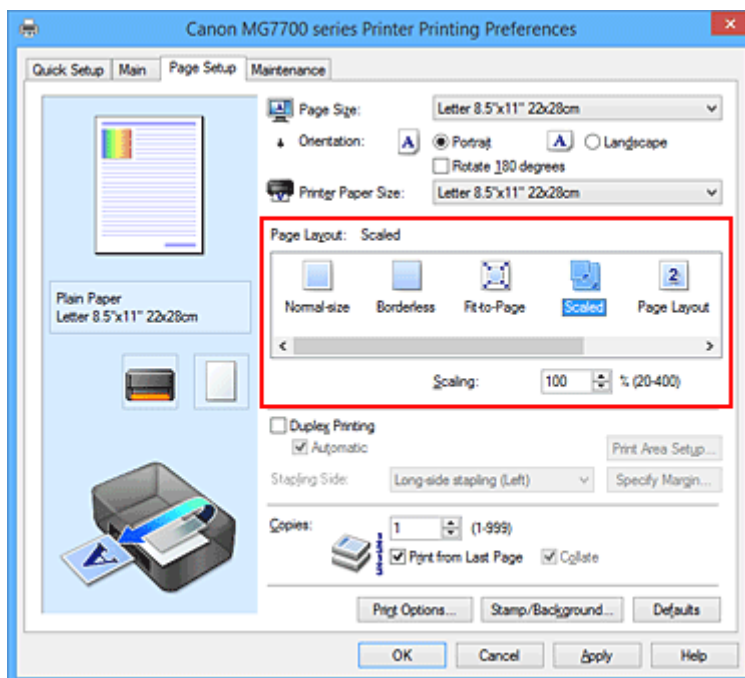 Canon MG7700 series Printer Printing Preferences
Quick Setup Main Page Setup Maintenance
Page Size: Letter 8.5"x11" 22x28cm
Orientation: A Portrait A Landscape
Rotate 180 degrees
Printer Paper Size: Letter 8.5"x11" 22x28cm
Page Layout: Scaled
2
Normal-size Borderless Fit-to-Page Scaled Page Layout
Scaling: 100 % (20-400)
Plain Paper
Letter 8.5"x11" 22x28cm
Duplex Printing
Automatic Print Area Setup...
Stapling Side: Long-side stapling (Left) Specify Margin...
Copies: 1 (1-999)
Print from Last Page Collate
A
Print Options... Stamp/Background... Defaults
OK Cancel Apply Help